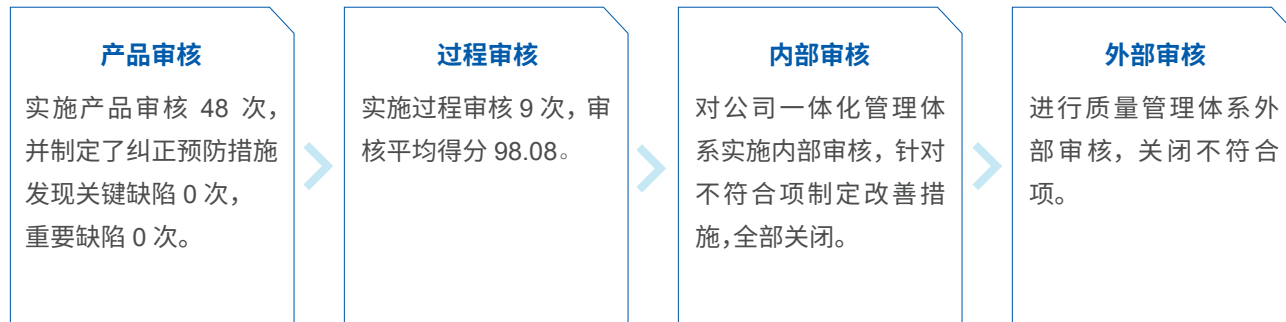 产品审核
实施产品审核 48 次，
并制定了纠正预防措施
发现关键缺陷 0 次，
重要缺陷 0 次。
过程审核
实施过程审核 9 次，审
核平均得分 98.08。
内部审核
对公司一体化管理体
系实施内部审核，针对
不符合项制定改善措
施，全部关闭。
外部审核
进行质量管理体系外
部审核，关闭不符合
项。